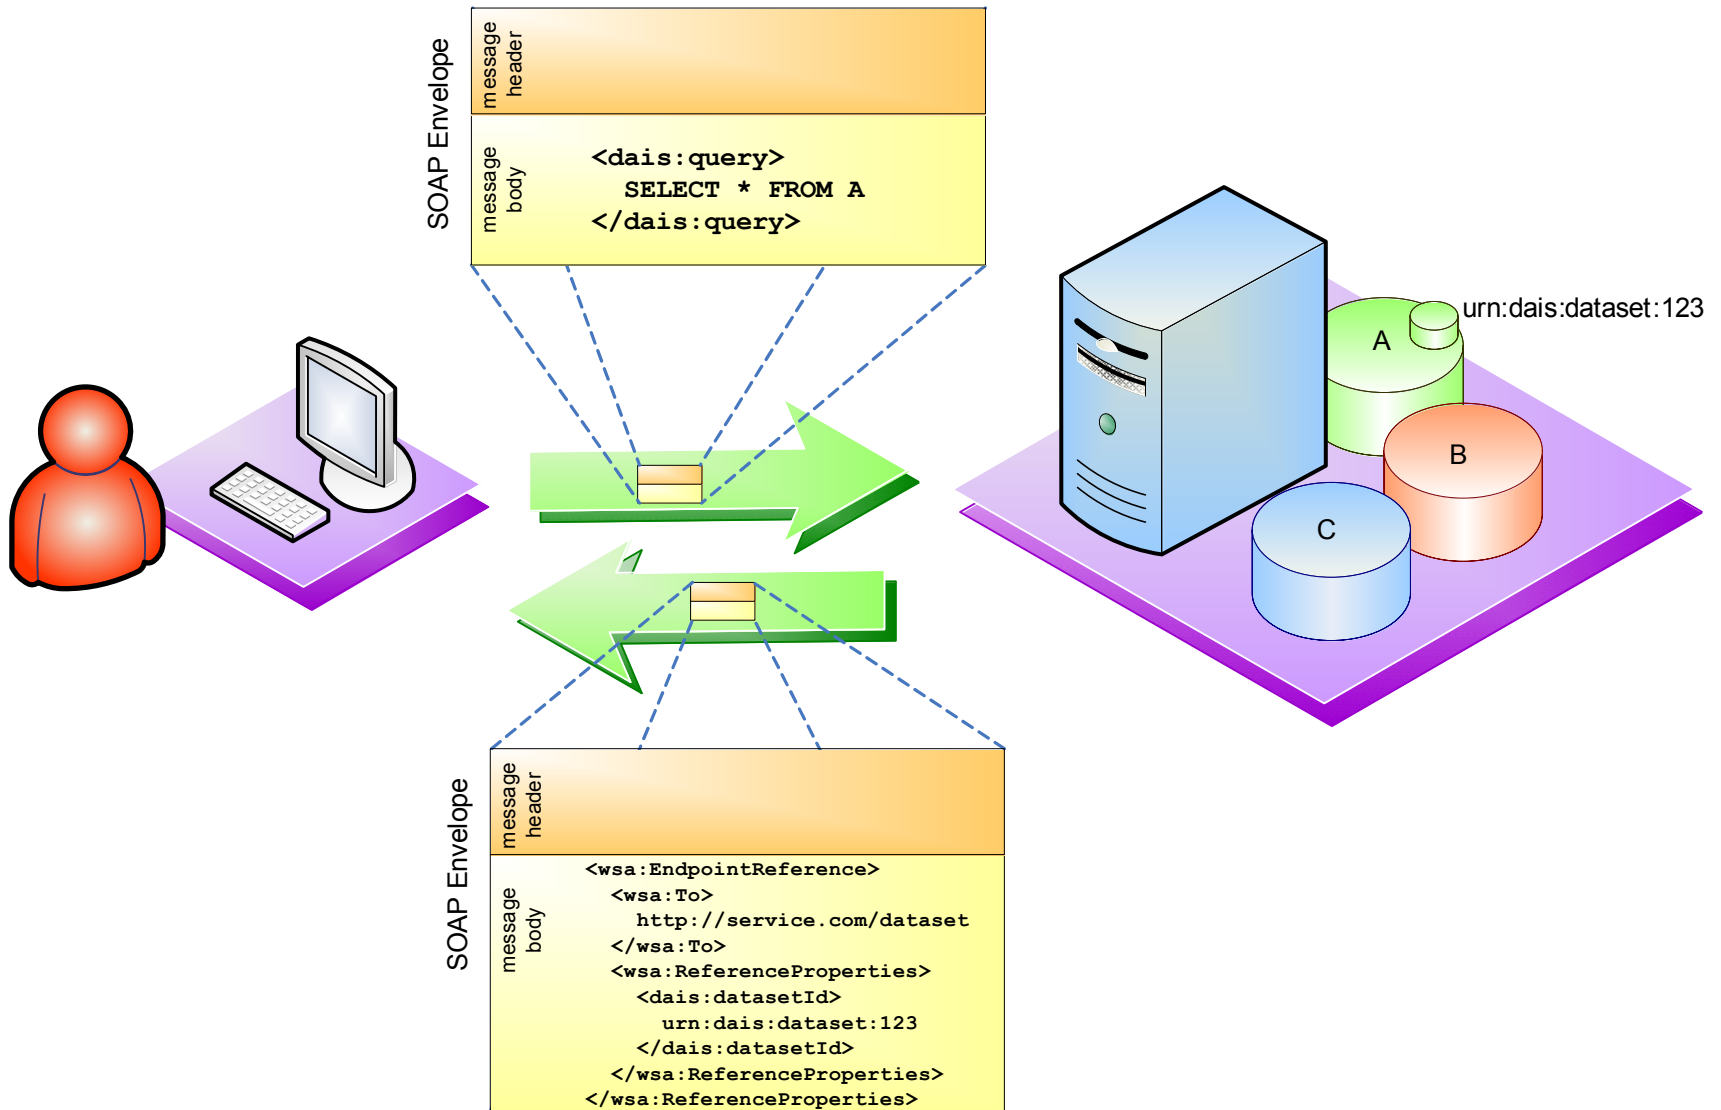 SOAP Envelope
message
header
message
body
<dais:query>
SELECT * FROM A
</dais:query>
urn:dais:dataset:123
A
B
C
SOAP Envelope
message
header
message
body
<wsa:EndpointReference>
<wsa:To>
http://service.com/dataset
</wsa:To>
<wsa:ReferenceProperties>
<dais:datasetId>
urn:dais:dataset:123
</dais:datasetId>
</wsa:ReferenceProperties>
</wsa:ReferenceProperties>